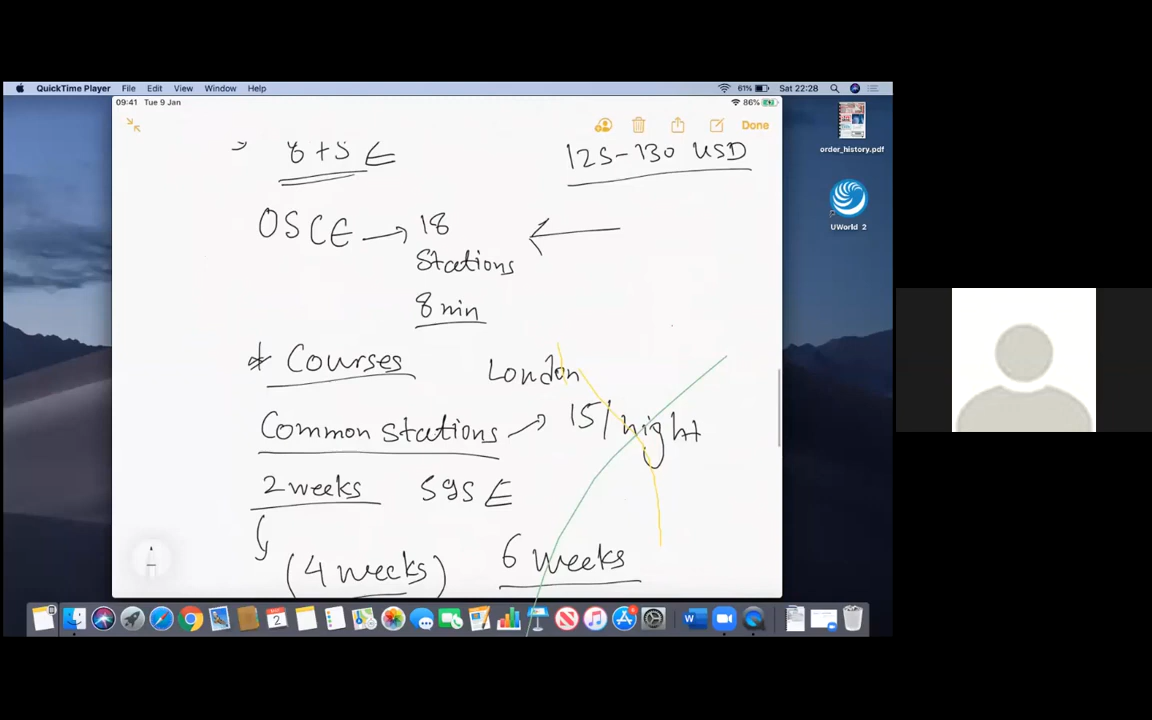 QuickTime Player File Edit View Window Help 61% Sat 22:28
09:41 Tue 9 Jan 86%
Done
order_history.pdf
UWorld 2
125-130 USD
OSCE → 18
Stations
8 min
* Courses London
Common Stations → 15/night
2 weeks 595 £
(4 weeks) 6 weeks